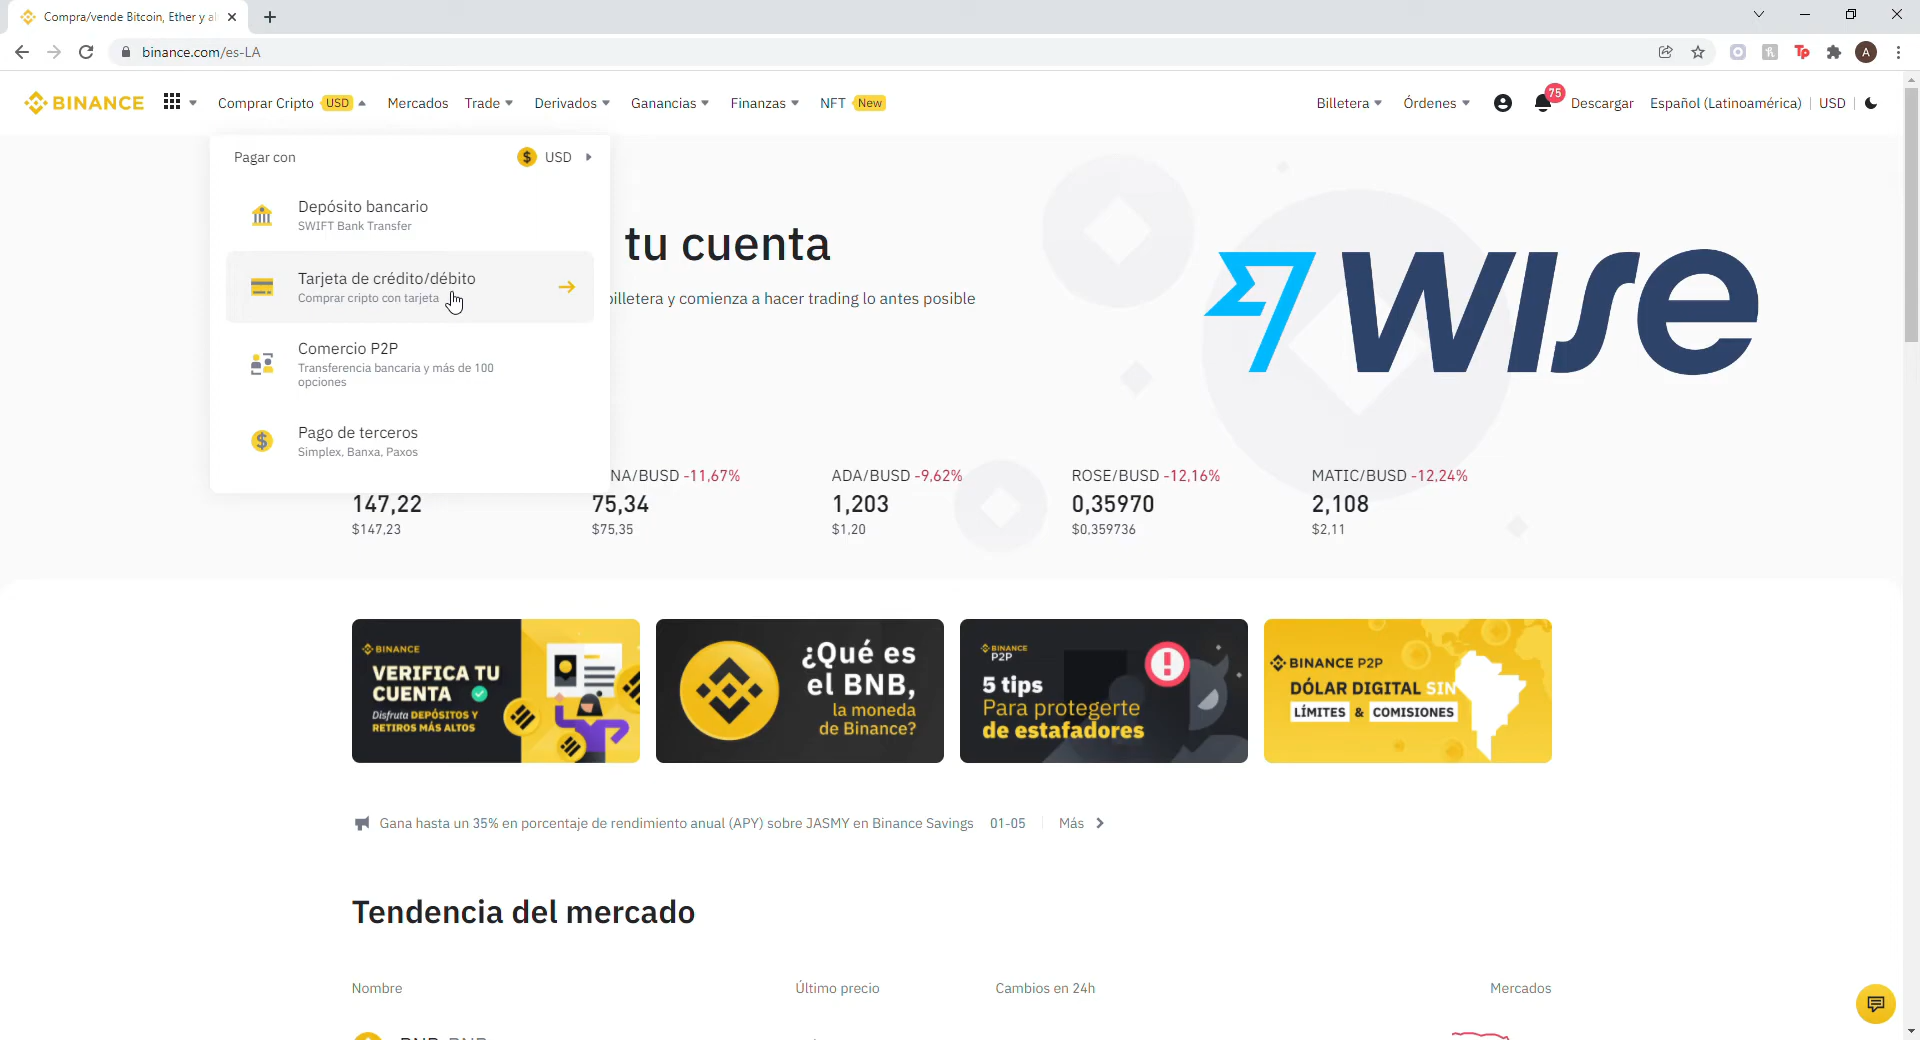 Compra/vende Bitcoin, Ether y al
binance.com/es-LA
A
BINANCE
Comprar Cripto USD
Mercados
Trade
Derivados
Ganancias
Finanzas
NFT New
Billetera
Órdenes
75
Descargar
Español (Latinoamérica)
USD
Pagar con
$ USD
Depósito bancario
SWIFT Bank Transfer
Tarjeta de crédito/débito
Comprar cripto con tarjeta
Comercio P2P
Transferencia bancaria y más de 100
opciones
Pago de terceros
Simplex, Banxa, Paxos
tu cuenta
billetera y comienza a hacer trading lo antes posible
WISE
147,22
$147,23
NA/BUSD -11,67%
75,34
$75,35
ADA/BUSD -9,62%
1,203
$1,20
ROSE/BUSD -12,16%
0,35970
$0,359736
MATIC/BUSD -12,24%
2,108
$2,11
BINANCE
VERIFICA TU
CUENTA
Disfruta DEPÓSITOS Y
RETIROS MÁS ALTOS
¿Qué es
el BNB,
la moneda
de Binance?
BINANCE
P2P
5 tips
Para protegerte
de estafadores
BINANCE P2P
DÓLAR DIGITAL SIN
LÍMITES & COMISIONES
Gana hasta un 35% en porcentaje de rendimiento anual (APY) sobre JASMY en Binance Savings 01-05
Más
Tendencia del mercado
Nombre
Último precio
Cambios en 24h
Mercados
BNB BNB